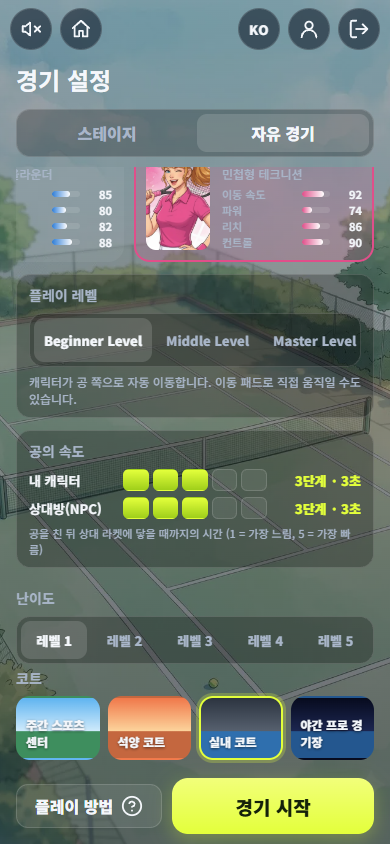 KO
경기 설정
스테이지
자유 경기
라운더
85
80
82
88
민첩형 테크니션
이동 속도 92
파워 74
리치 86
컨트롤 90
플레이 레벨
Beginner Level
Middle Level
Master Level
캐릭터가 공 쪽으로 자동 이동합니다. 이동 패드로 직접 움직일 수도
있습니다.
공의 속도
내 캐릭터 3단계 · 3초
상대방(NPC) 3단계 · 3초
공을 친 뒤 상대 라켓에 닿을 때까지의 시간 (1 = 가장 느림, 5 = 가장 빠
름)
난이도
레벨 1
레벨 2
레벨 3
레벨 4
레벨 5
코트
주간 스포츠
센터
석양 코트
실내 코트
야간 프로 경
기장
플레이 방법
경기 시작